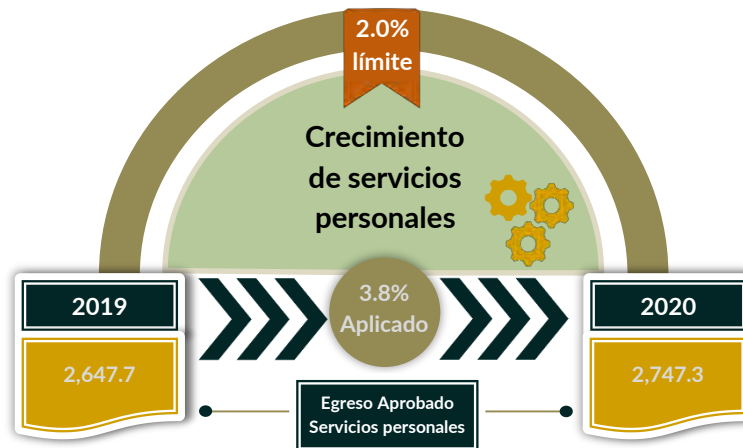 2.0%
límite
Crecimiento
de servicios
personales
2019
3.8%
Aplicado
2020
2,647.7
2,747.3
Egreso Aprobado
Servicios personales